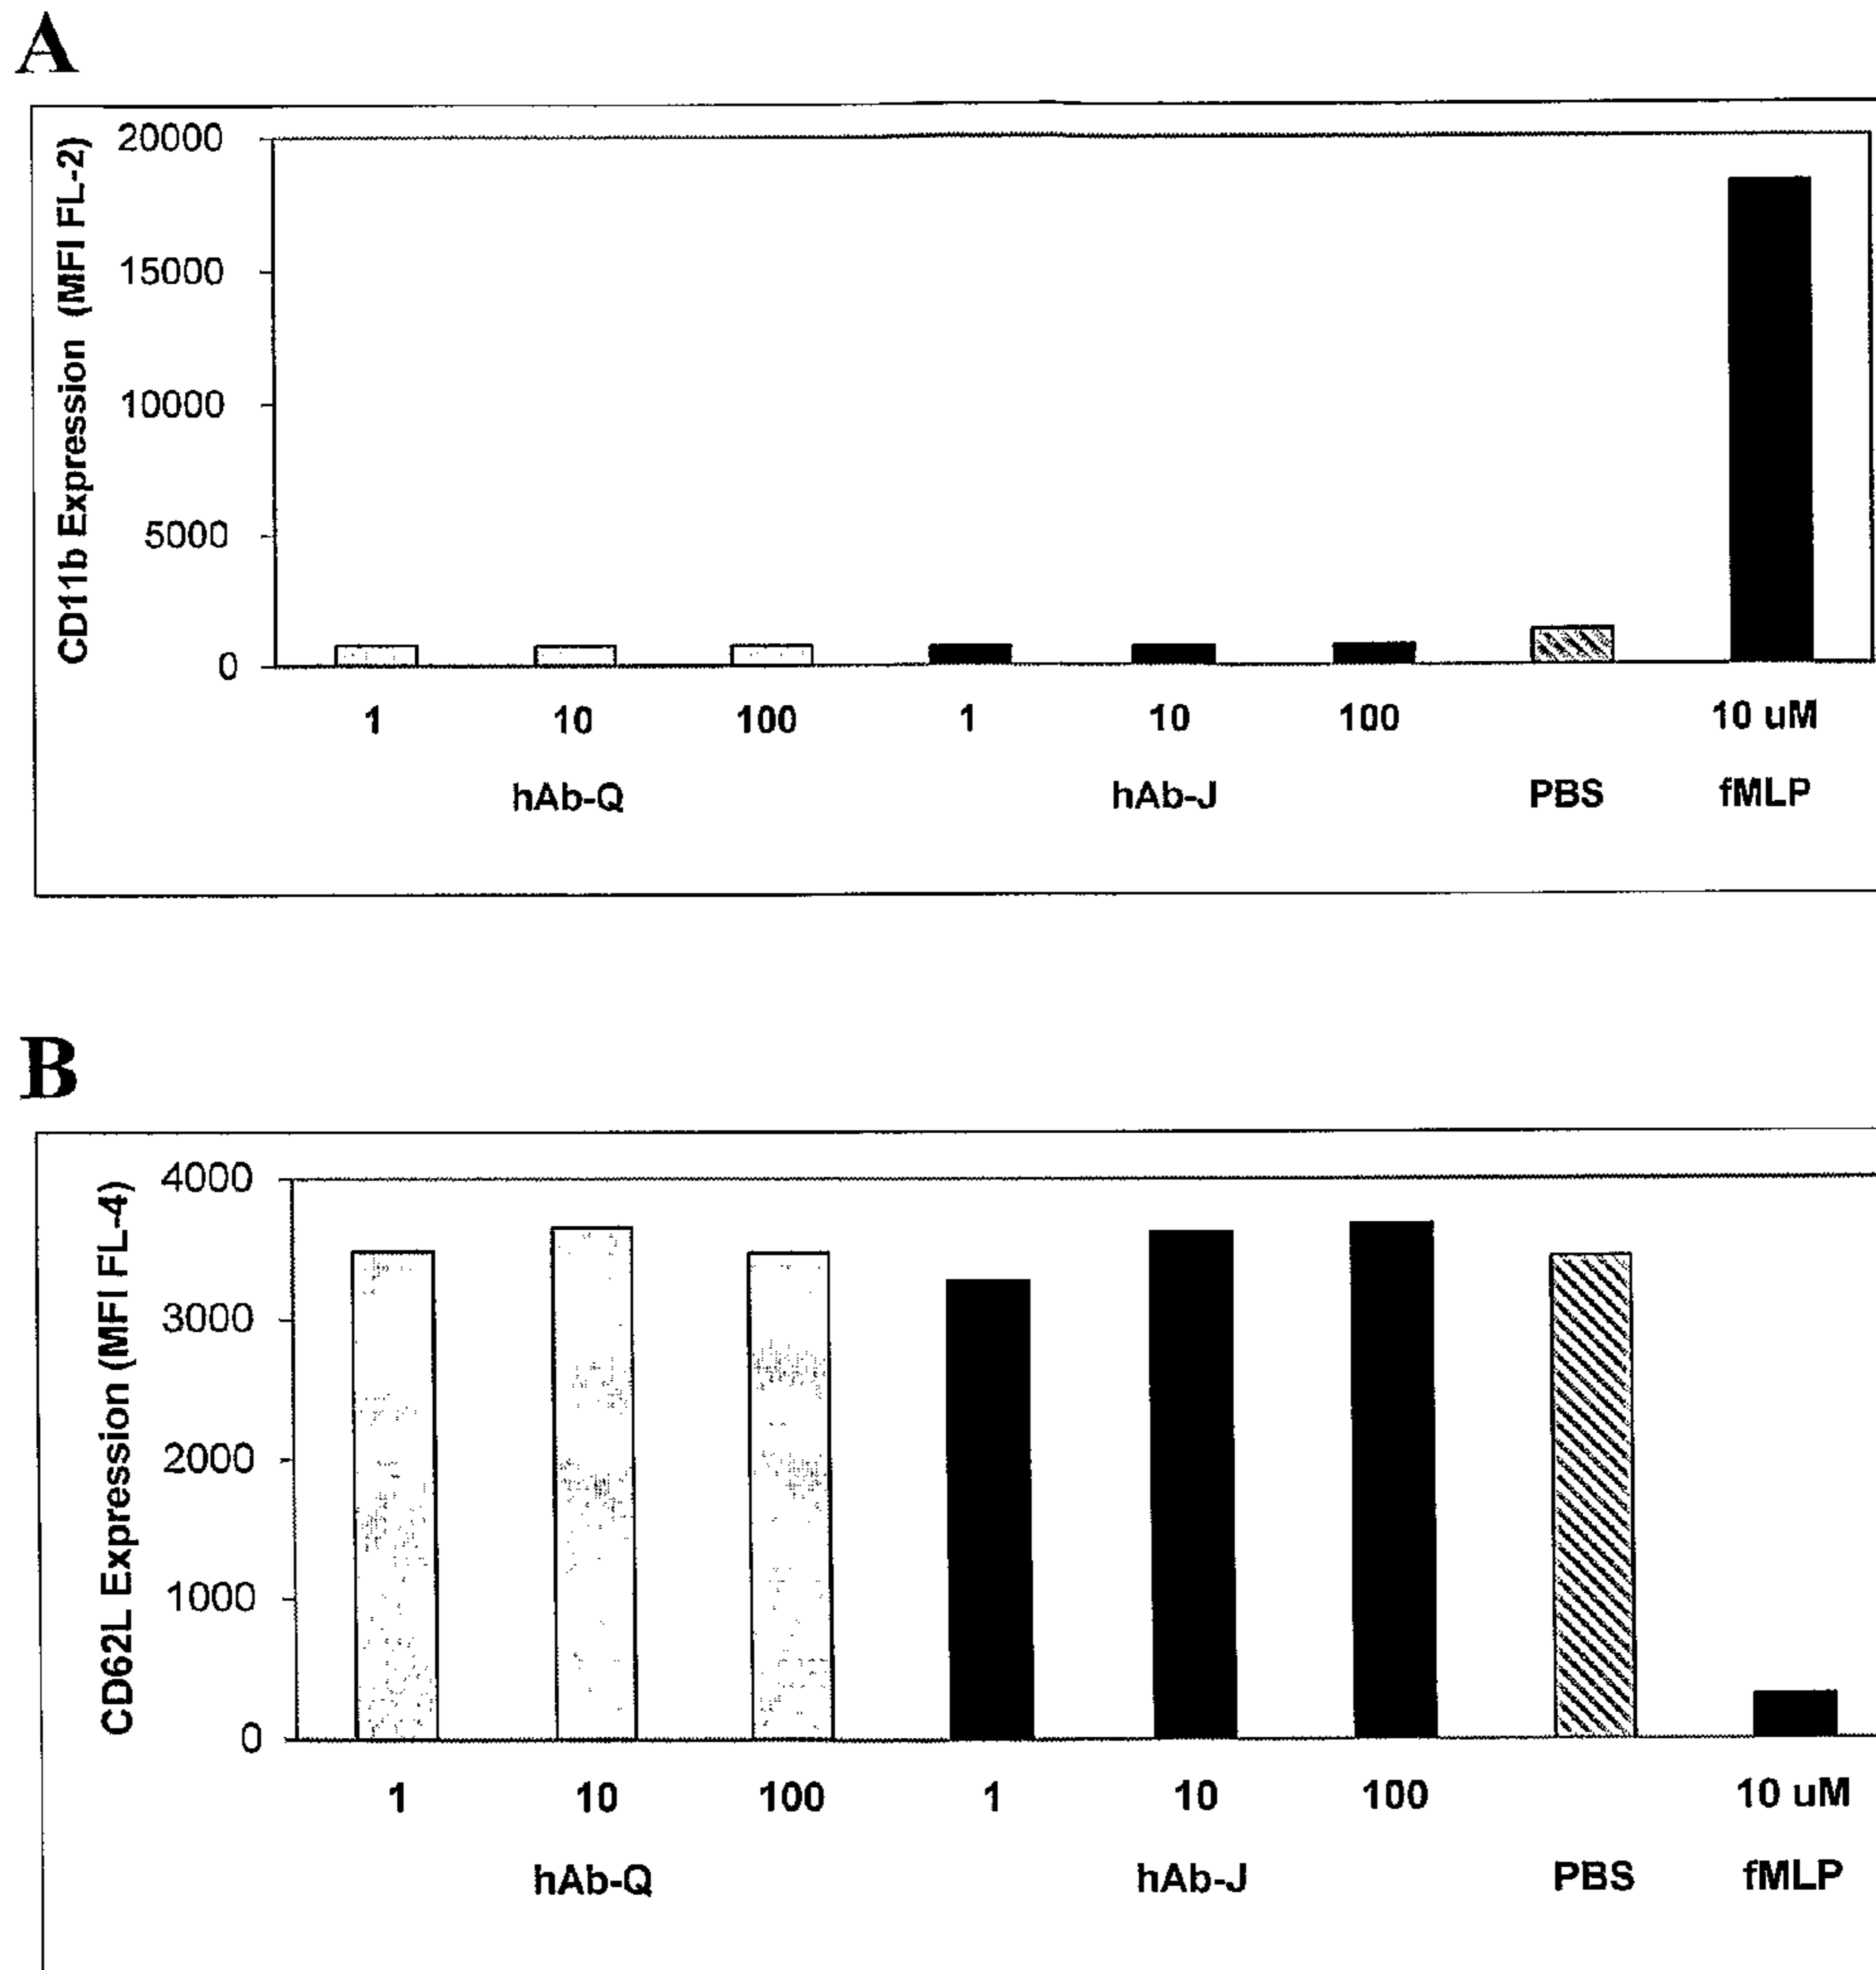 A
CD11b Expression (MFI FL-2)
20000
15000
10000
5000
0
1 10 100 1 10 100 10 uM
hAb-Q hAb-J PBS fMLP
B
CD62L Expression (MFI FL-4)
4000
3000
2000
1000
0
1 10 100 1 10 100 10 uM
hAb-Q hAb-J PBS fMLP